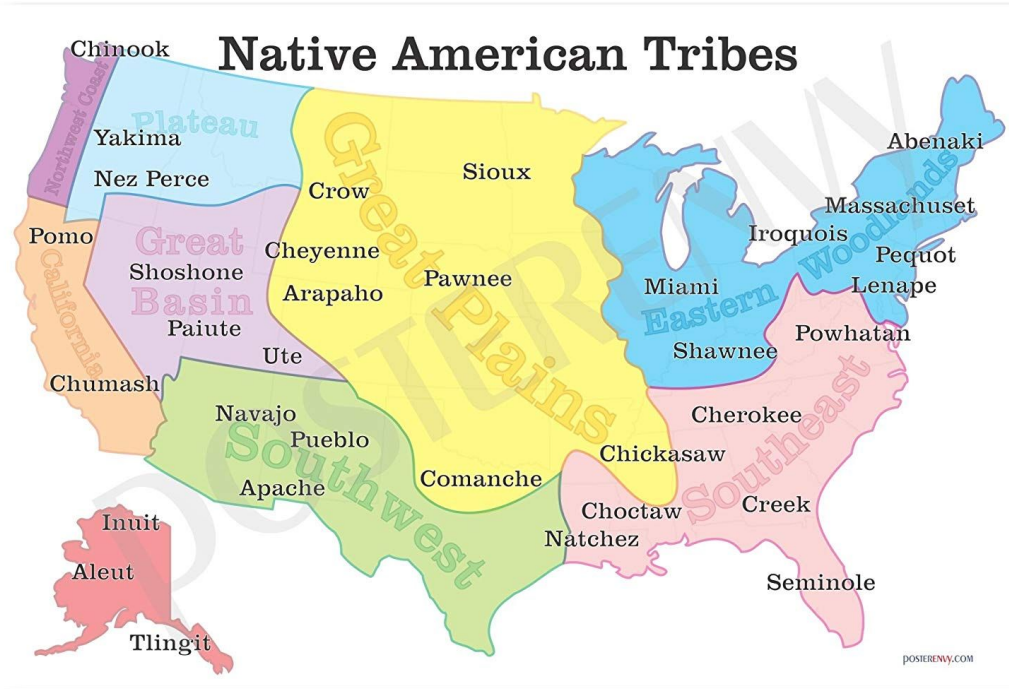 Native American Tribes
Chinook
Northwest Coast
Plateau
Yakima
Nez Perce
Great Plains
Sioux
Crow
Cheyenne
Arapaho
Pawnee
Comanche
Eastern Woodlands
Abenaki
Massachuset
Iroquois
Pequot
Lenape
Miami
Shawnee
Pomo
California
Chumash
Great
Shoshone
Basin
Paiute
Ute
Southwest
Navajo
Pueblo
Apache
Southeast
Powhatan
Cherokee
Chickasaw
Choctaw
Creek
Natchez
Seminole
Inuit
Aleut
Tlingit
POSTERENVY
POSTERENVY.COM